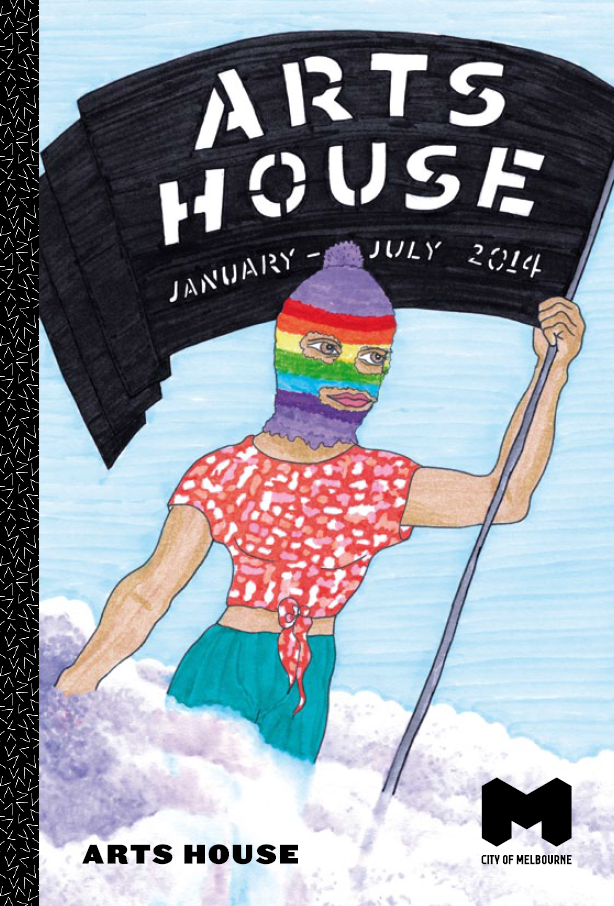 ARTS
HOUSE
JANUARY – JULY 2014
ARTS HOUSE
M
CITY OF MELBOURNE